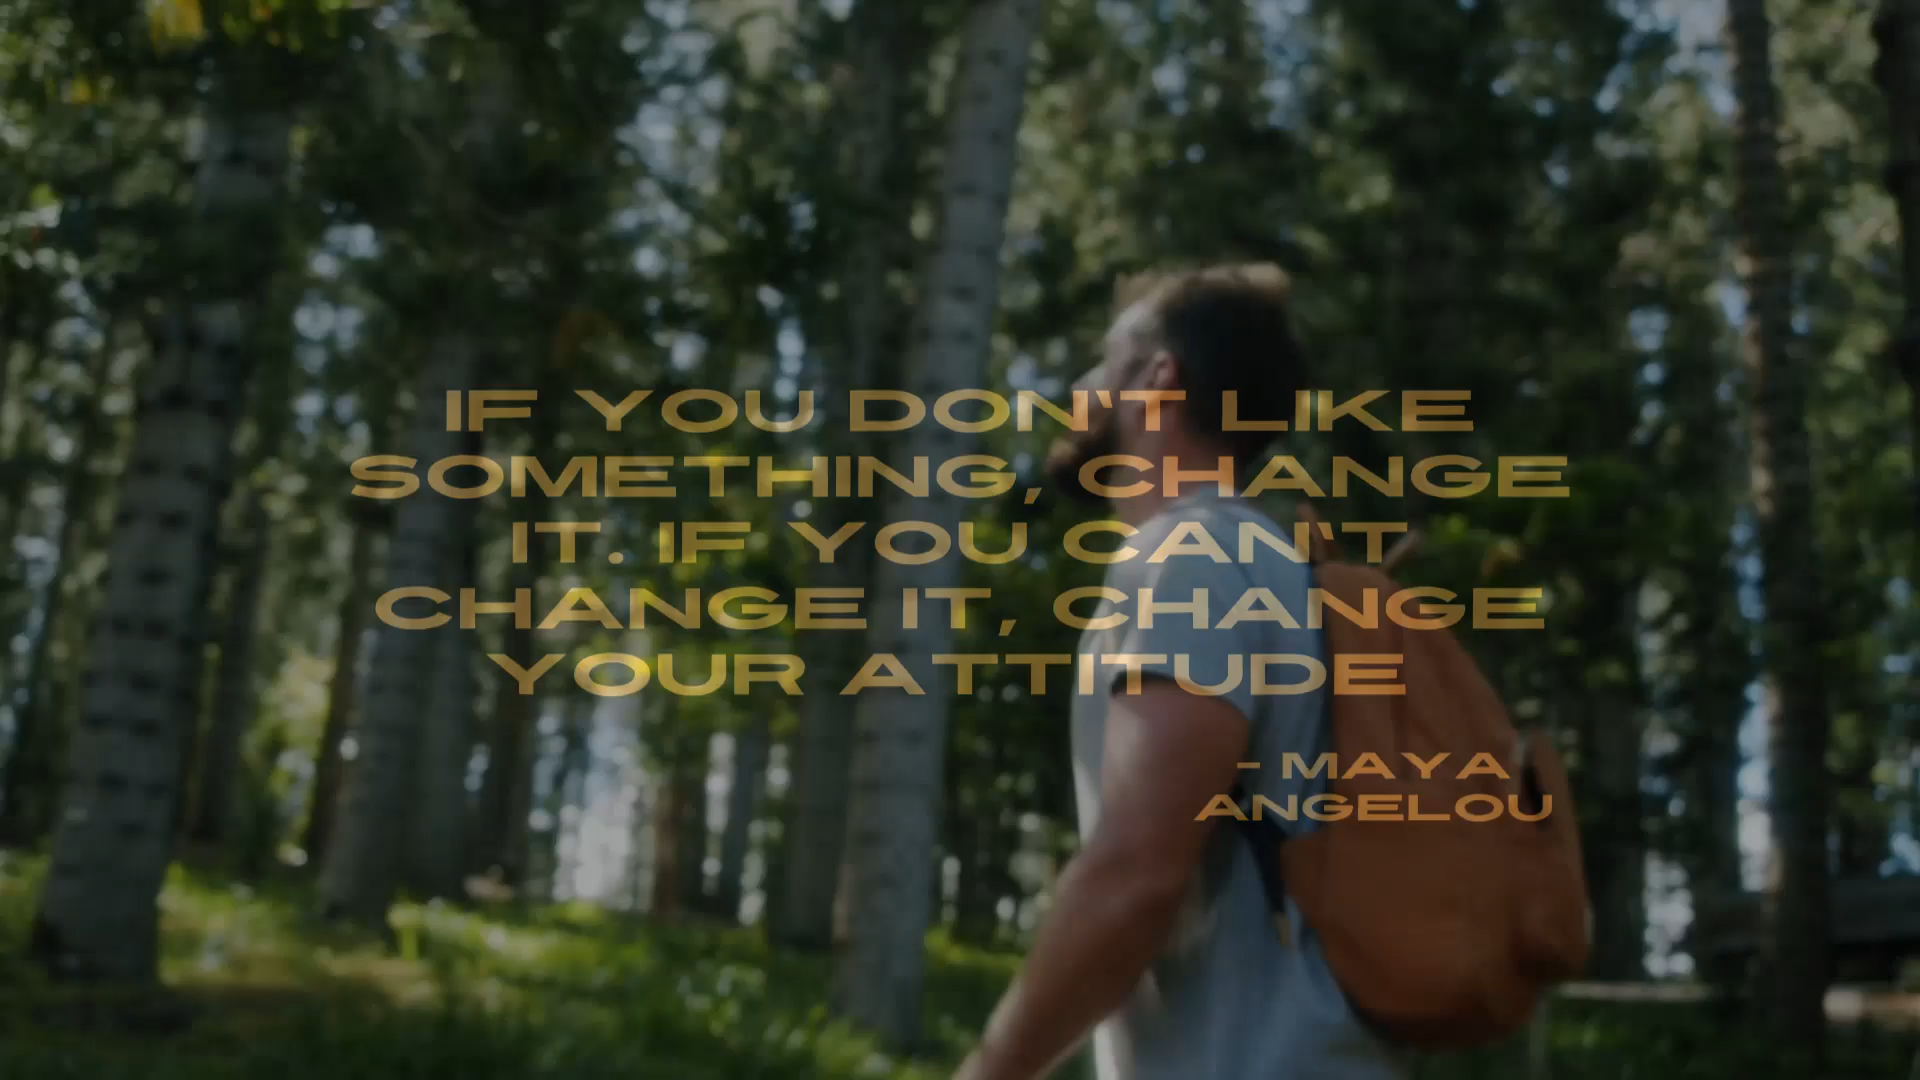 IF YOU DON‘T LIKE
SOMETHING, CHANGE
IT. IF YOU CAN‘T
CHANGE IT, CHANGE
YOUR ATTITUDE
– MAYA
ANGELOU